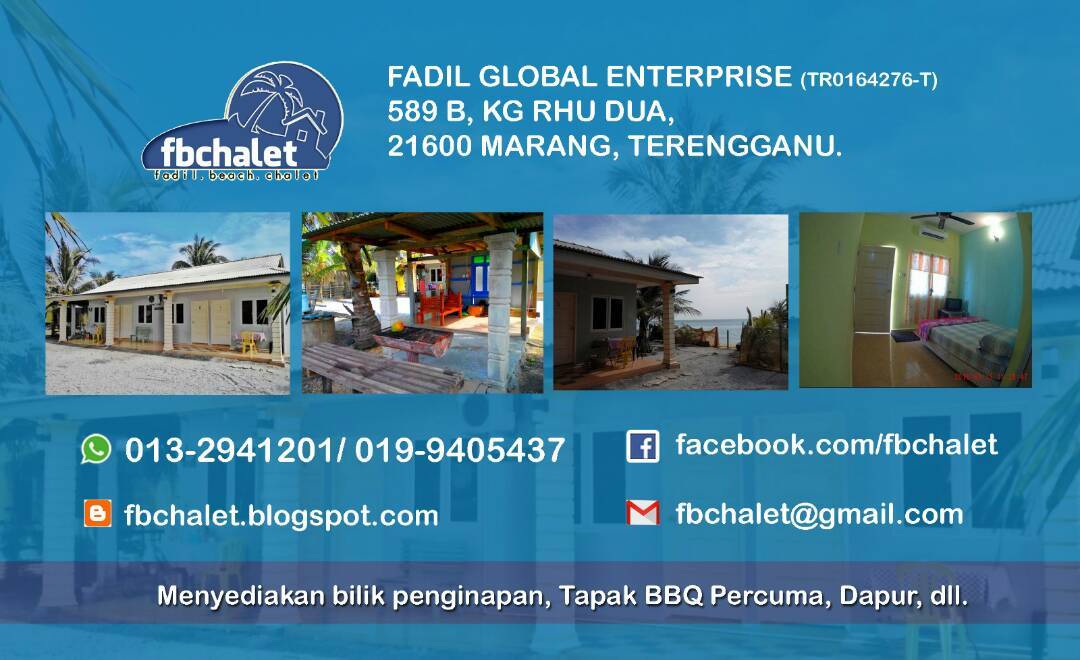 FADIL GLOBAL ENTERPRISE (TR0164276-T)
589 B, KG RHU DUA,
21600 MARANG, TERENGGANU.
fbchalet
fadil. beach. chalet
013-2941201/ 019-9405437
facebook.com/fbchalet
fbchalet.blogspot.com
fbchalet@gmail.com
Menyediakan bilik penginapan, Tapak BBQ Percuma, Dapur, dll.